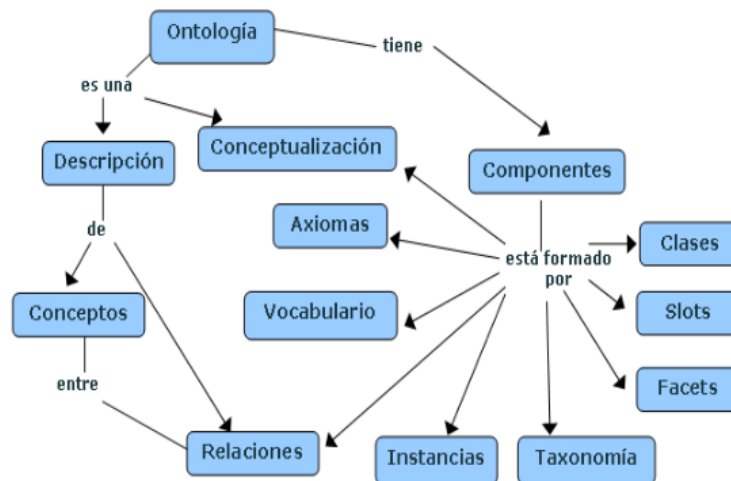 Ontología
tiene
es una
Conceptualización
Descripción
Componentes
Axiomas
Clases
de
está formado
por
Conceptos
Vocabulario
Slots
entre
Facets
Relaciones
Instancias
Taxonomía